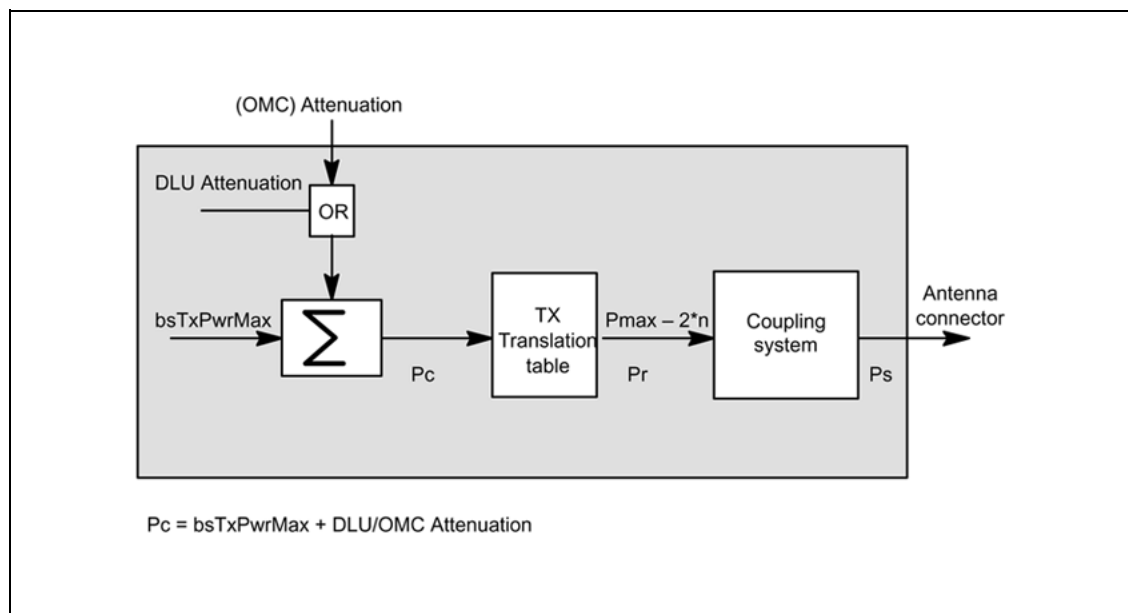 (OMC) Attenuation
DLU Attenuation
OR
bsTxPwrMax
Σ
Pc
TX
Translation
table
Pmax – 2*n
Pr
Coupling
system
Ps
Antenna
connector
Pc = bsTxPwrMax + DLU/OMC Attenuation